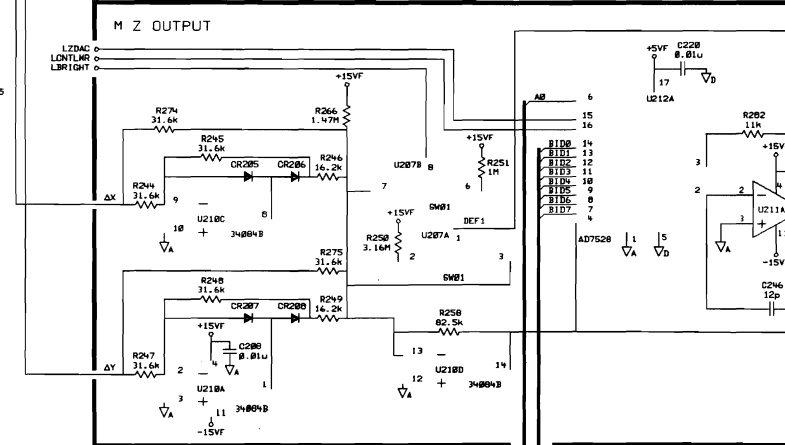 M Z OUTPUT
LZDAC
LCNTLWR
LBRIGHT
+5VF
C220
0.01u
D
17
U212A
+15VF
R266
1.47M
R274
31.6k
R245
31.6k
CR205
CR206
R246
16.2k
U207B
8
+15VF
R251
1M
A0
6
15
16
BID0 14
BID1 13
BID2 12
BID3 11
BID4 10
BID5 9
BID6 8
BID7 7
4
R282
11k
+15V
3
4
2
2
U211A
3
11
-15V
A
5
ΔX
R244
31.6k
9
-
U210C
8
10
+
34084B
A
7
6
SW01
+15VF
R250
3.16M
U207A
1
DEF1
2
3
SW01
AD7528
1
A
5
D
R275
31.6k
R248
31.6k
CR207
CR208
R249
16.2k
+15VF
C208
0.01u
4
A
R258
82.5k
C246
12p
ΔY
R247
31.6k
2
-
U210A
1
3
+
34084B
A
11
-15VF
13
-
U210D
14
12
+
34084B
A